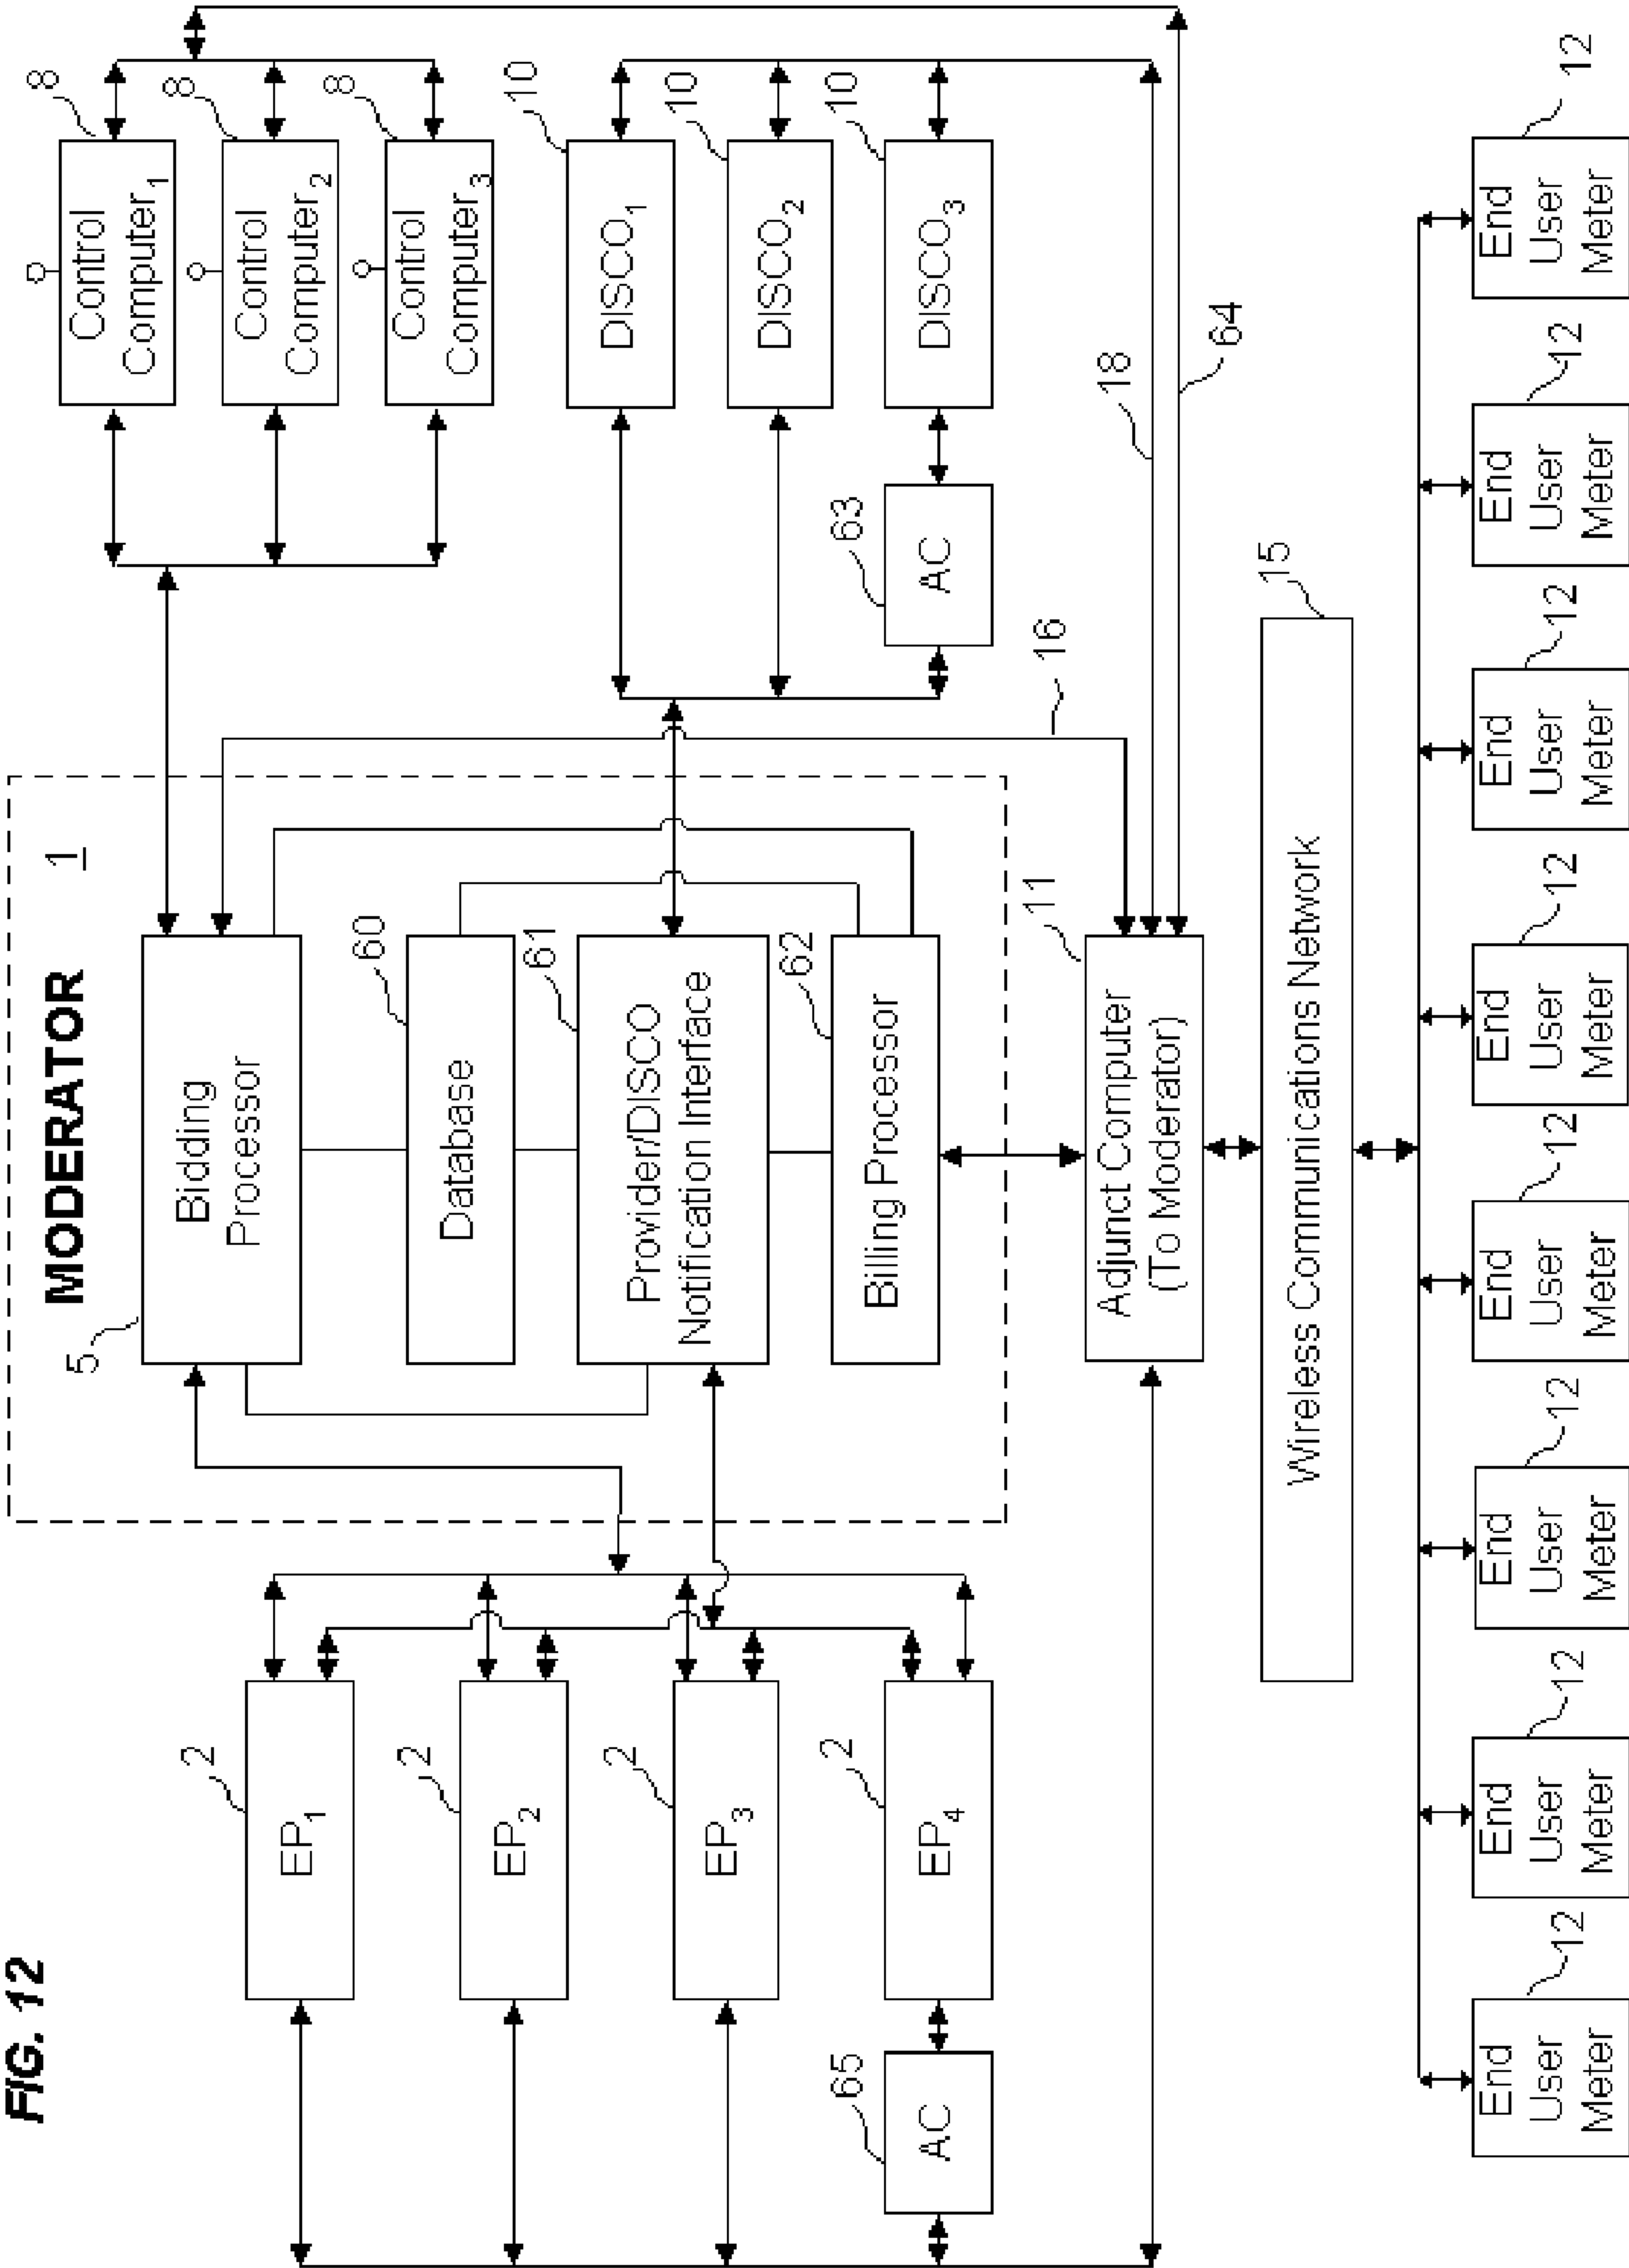 FIG. 12
MODERATOR
1
5
Bidding
Processor
60
Database
61
Provider/DISCO
Notification Interface
62
Billing Processor
2
EP1
2
EP2
2
EP3
2
EP4
65
AC
8
Control
Computer1
8
Control
Computer2
8
Control
Computer3
10
DISCO1
10
DISCO2
10
DISCO3
63
AC
16
18
64
11
Adjunct Computer
(To Moderator)
15
Wireless Communications Network
12
End
User
Meter
12
End
User
Meter
12
End
User
Meter
12
End
User
Meter
12
End
User
Meter
12
End
User
Meter
12
End
User
Meter
12
End
User
Meter